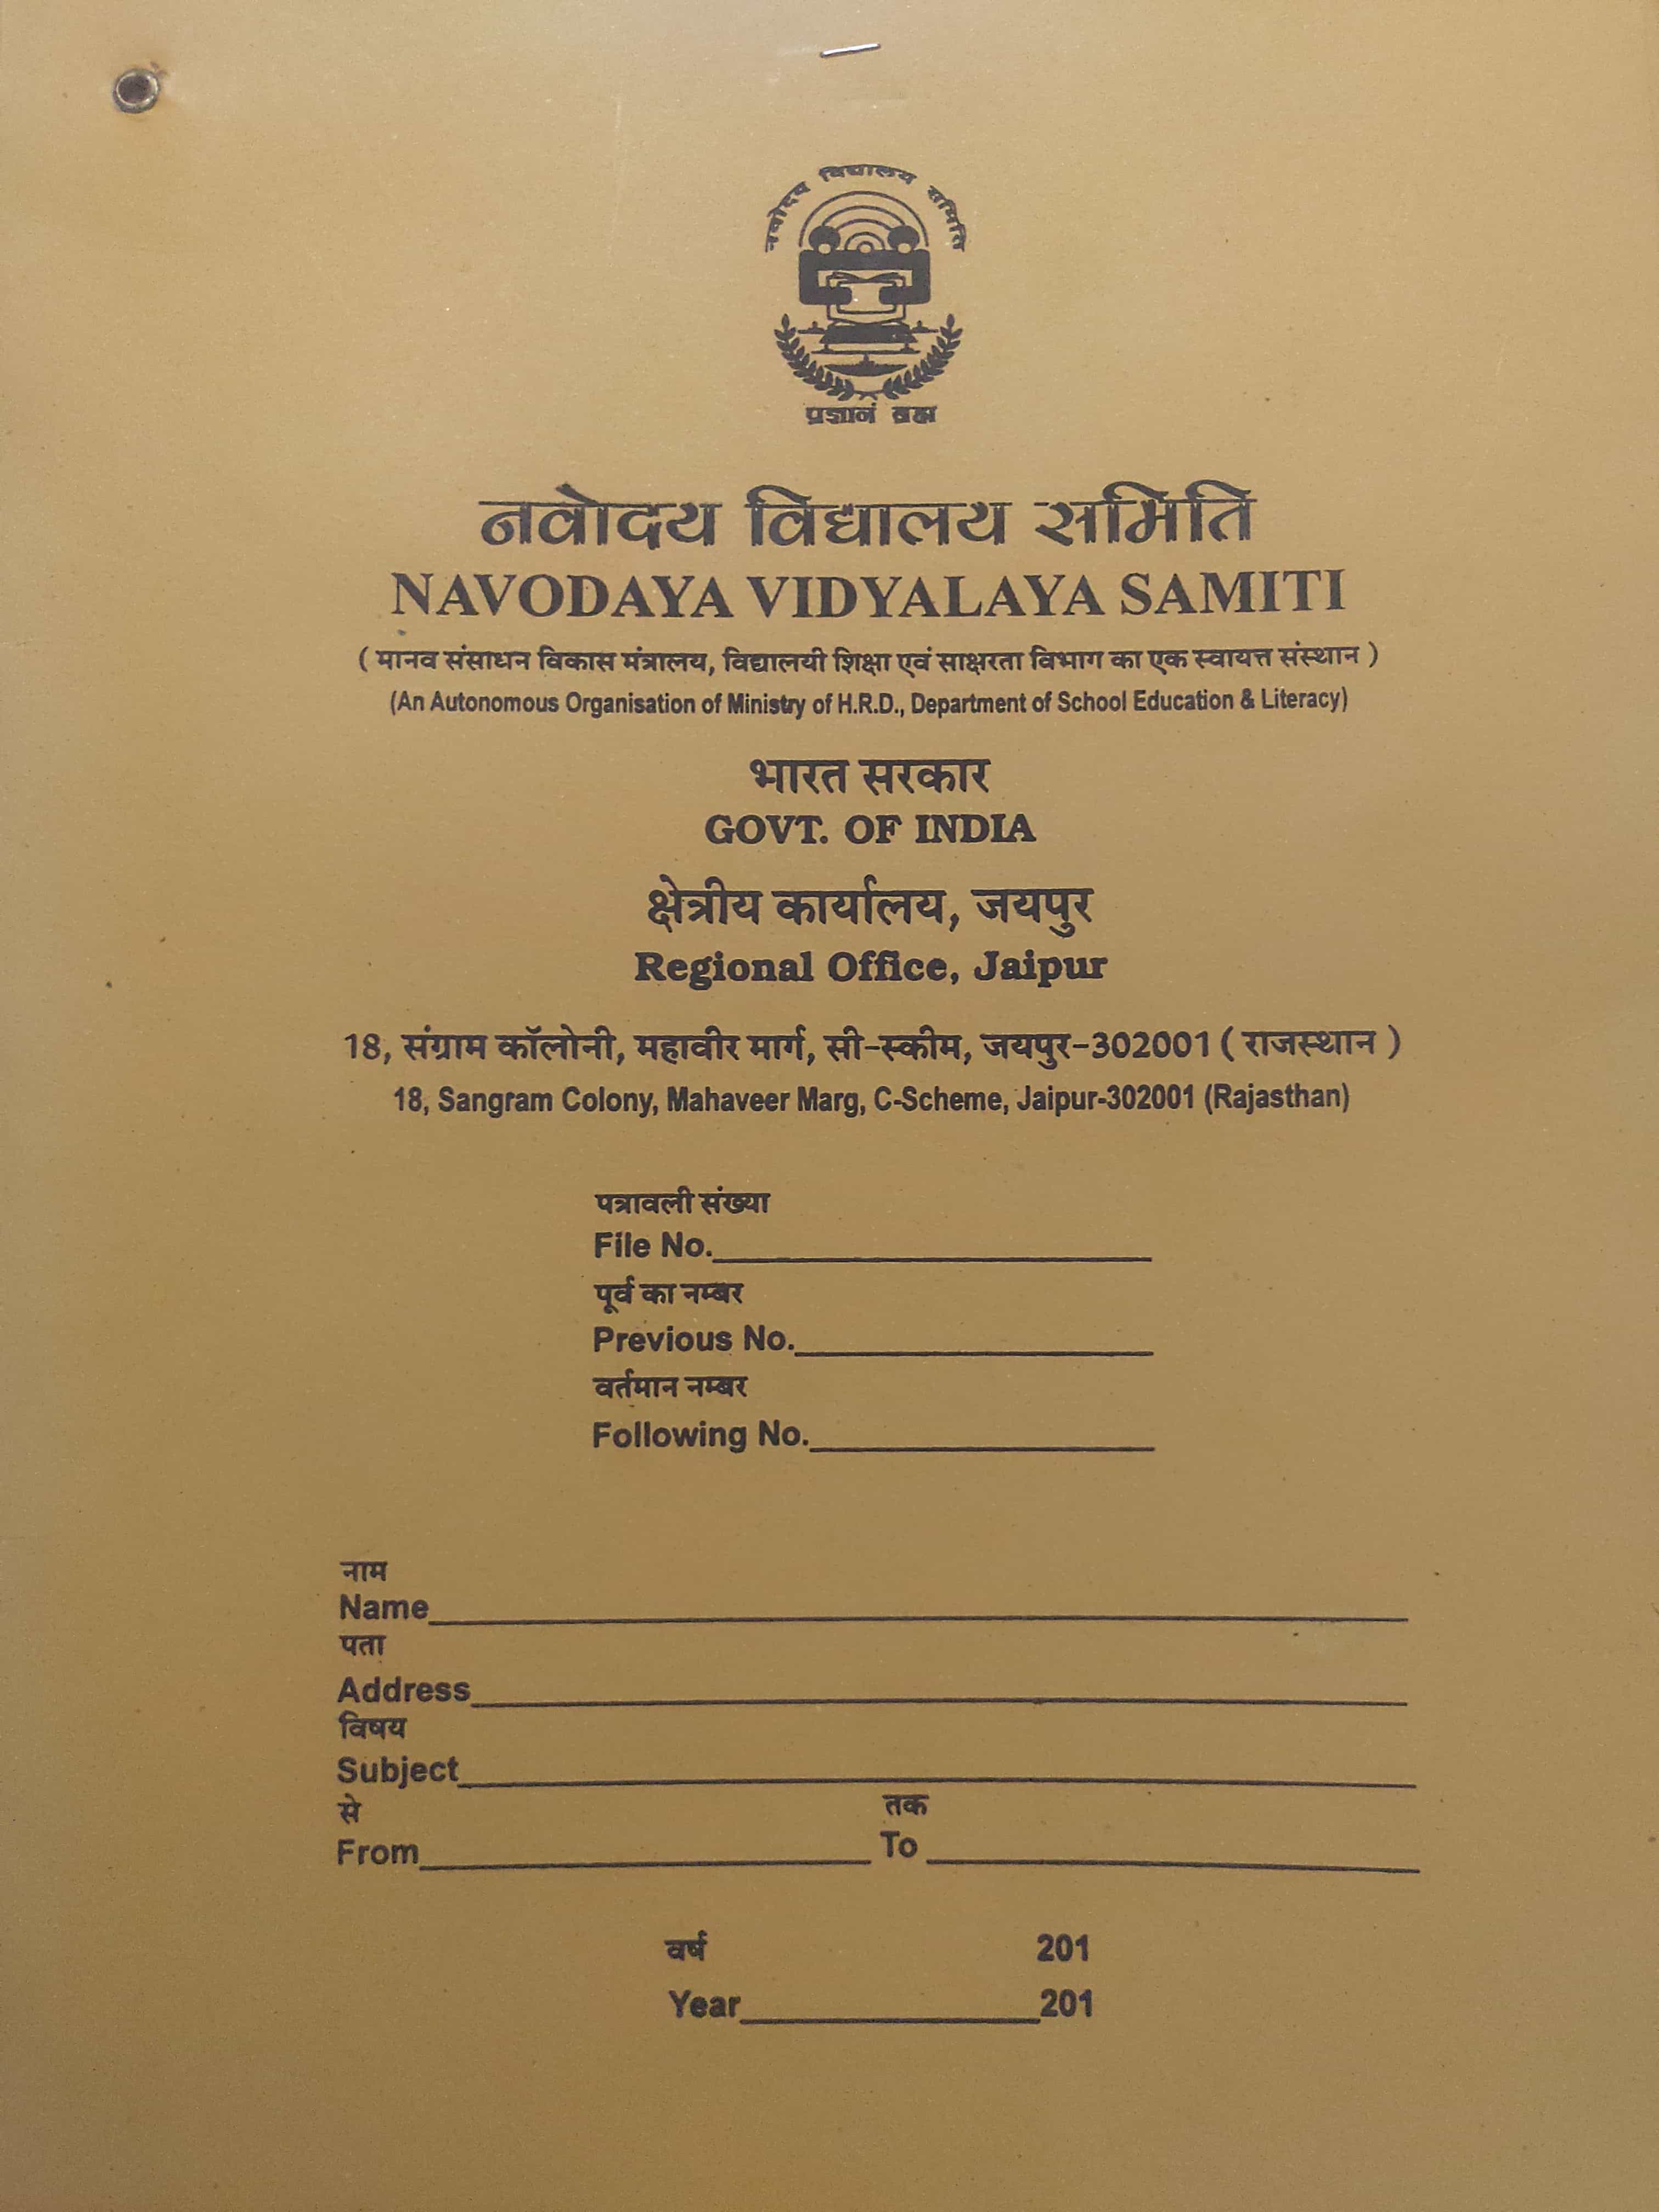 नवोदय विद्यालय समिति
प्रज्ञानं ब्रह्म
नवोदय विद्यालय समिति
NAVODAYA VIDYALAYA SAMITI
( मानव संसाधन विकास मंत्रालय, विद्यालयी शिक्षा एवं साक्षरता विभाग का एक स्वायत्त संस्थान )
(An Autonomous Organisation of Ministry of H.R.D., Department of School Education & Literacy)
भारत सरकार
GOVT. OF INDIA
क्षेत्रीय कार्यालय, जयपुर
Regional Office, Jaipur
18, संग्राम कॉलोनी, महावीर मार्ग, सी-स्कीम, जयपुर-302001 ( राजस्थान )
18, Sangram Colony, Mahaveer Marg, C-Scheme, Jaipur-302001 (Rajasthan)
पत्रावली संख्या
File No.
पूर्व का नम्बर
Previous No.
वर्तमान नम्बर
Following No.
नाम
Name
पता
Address
विषय
Subject
से तक
From To
वर्ष 201
Year 201